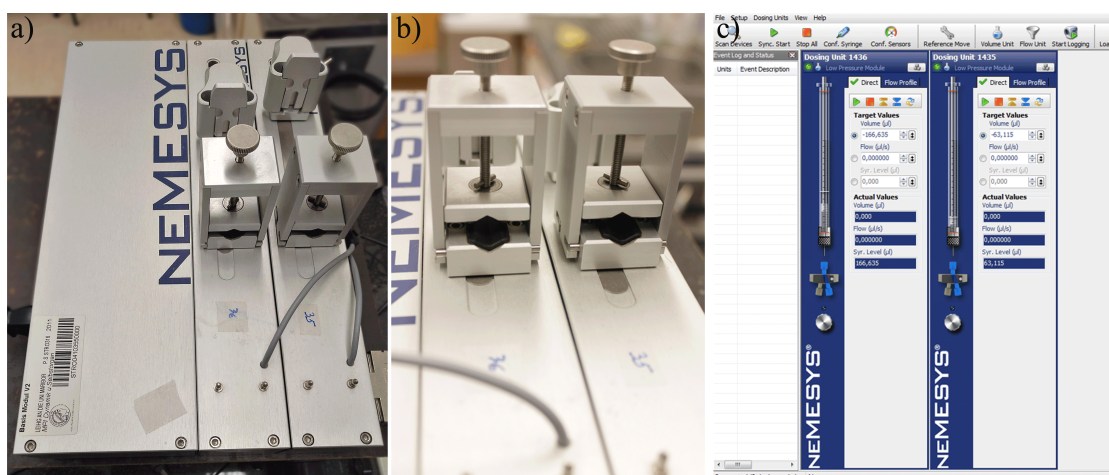 a)
NEMESYS
NEMESYS
36
35
Basis Modul V2
STRC04103550000
b)
NEMESYS
36
35
c)
File Setup Dosing Units View Help
Scan Devices Sync. Start Stop All Conf. Syringe Conf. Sensors Reference Move Volume Unit Flow Unit Start Logging
Event Log and Status
Units Event Description
Dosing Unit 1436
Low Pressure Module
Direct Flow Profile
Target Values
Volume (µl)
-166,635
Flow (µl/s)
0,000000
Syr. Level (µl)
0,000
Actual Values
Volume (µl)
0,000
Flow (µl/s)
0,000000
Syr. Level (µl)
166,635
NEMESYS®
Dosing Unit 1435
Low Pressure Module
Direct Flow Profile
Target Values
Volume (µl)
-63,115
Flow (µl/s)
0,000000
Syr. Level (µl)
0,000
Actual Values
Volume (µl)
0,000
Flow (µl/s)
0,000000
Syr. Level (µl)
63,115
NEMESYS®